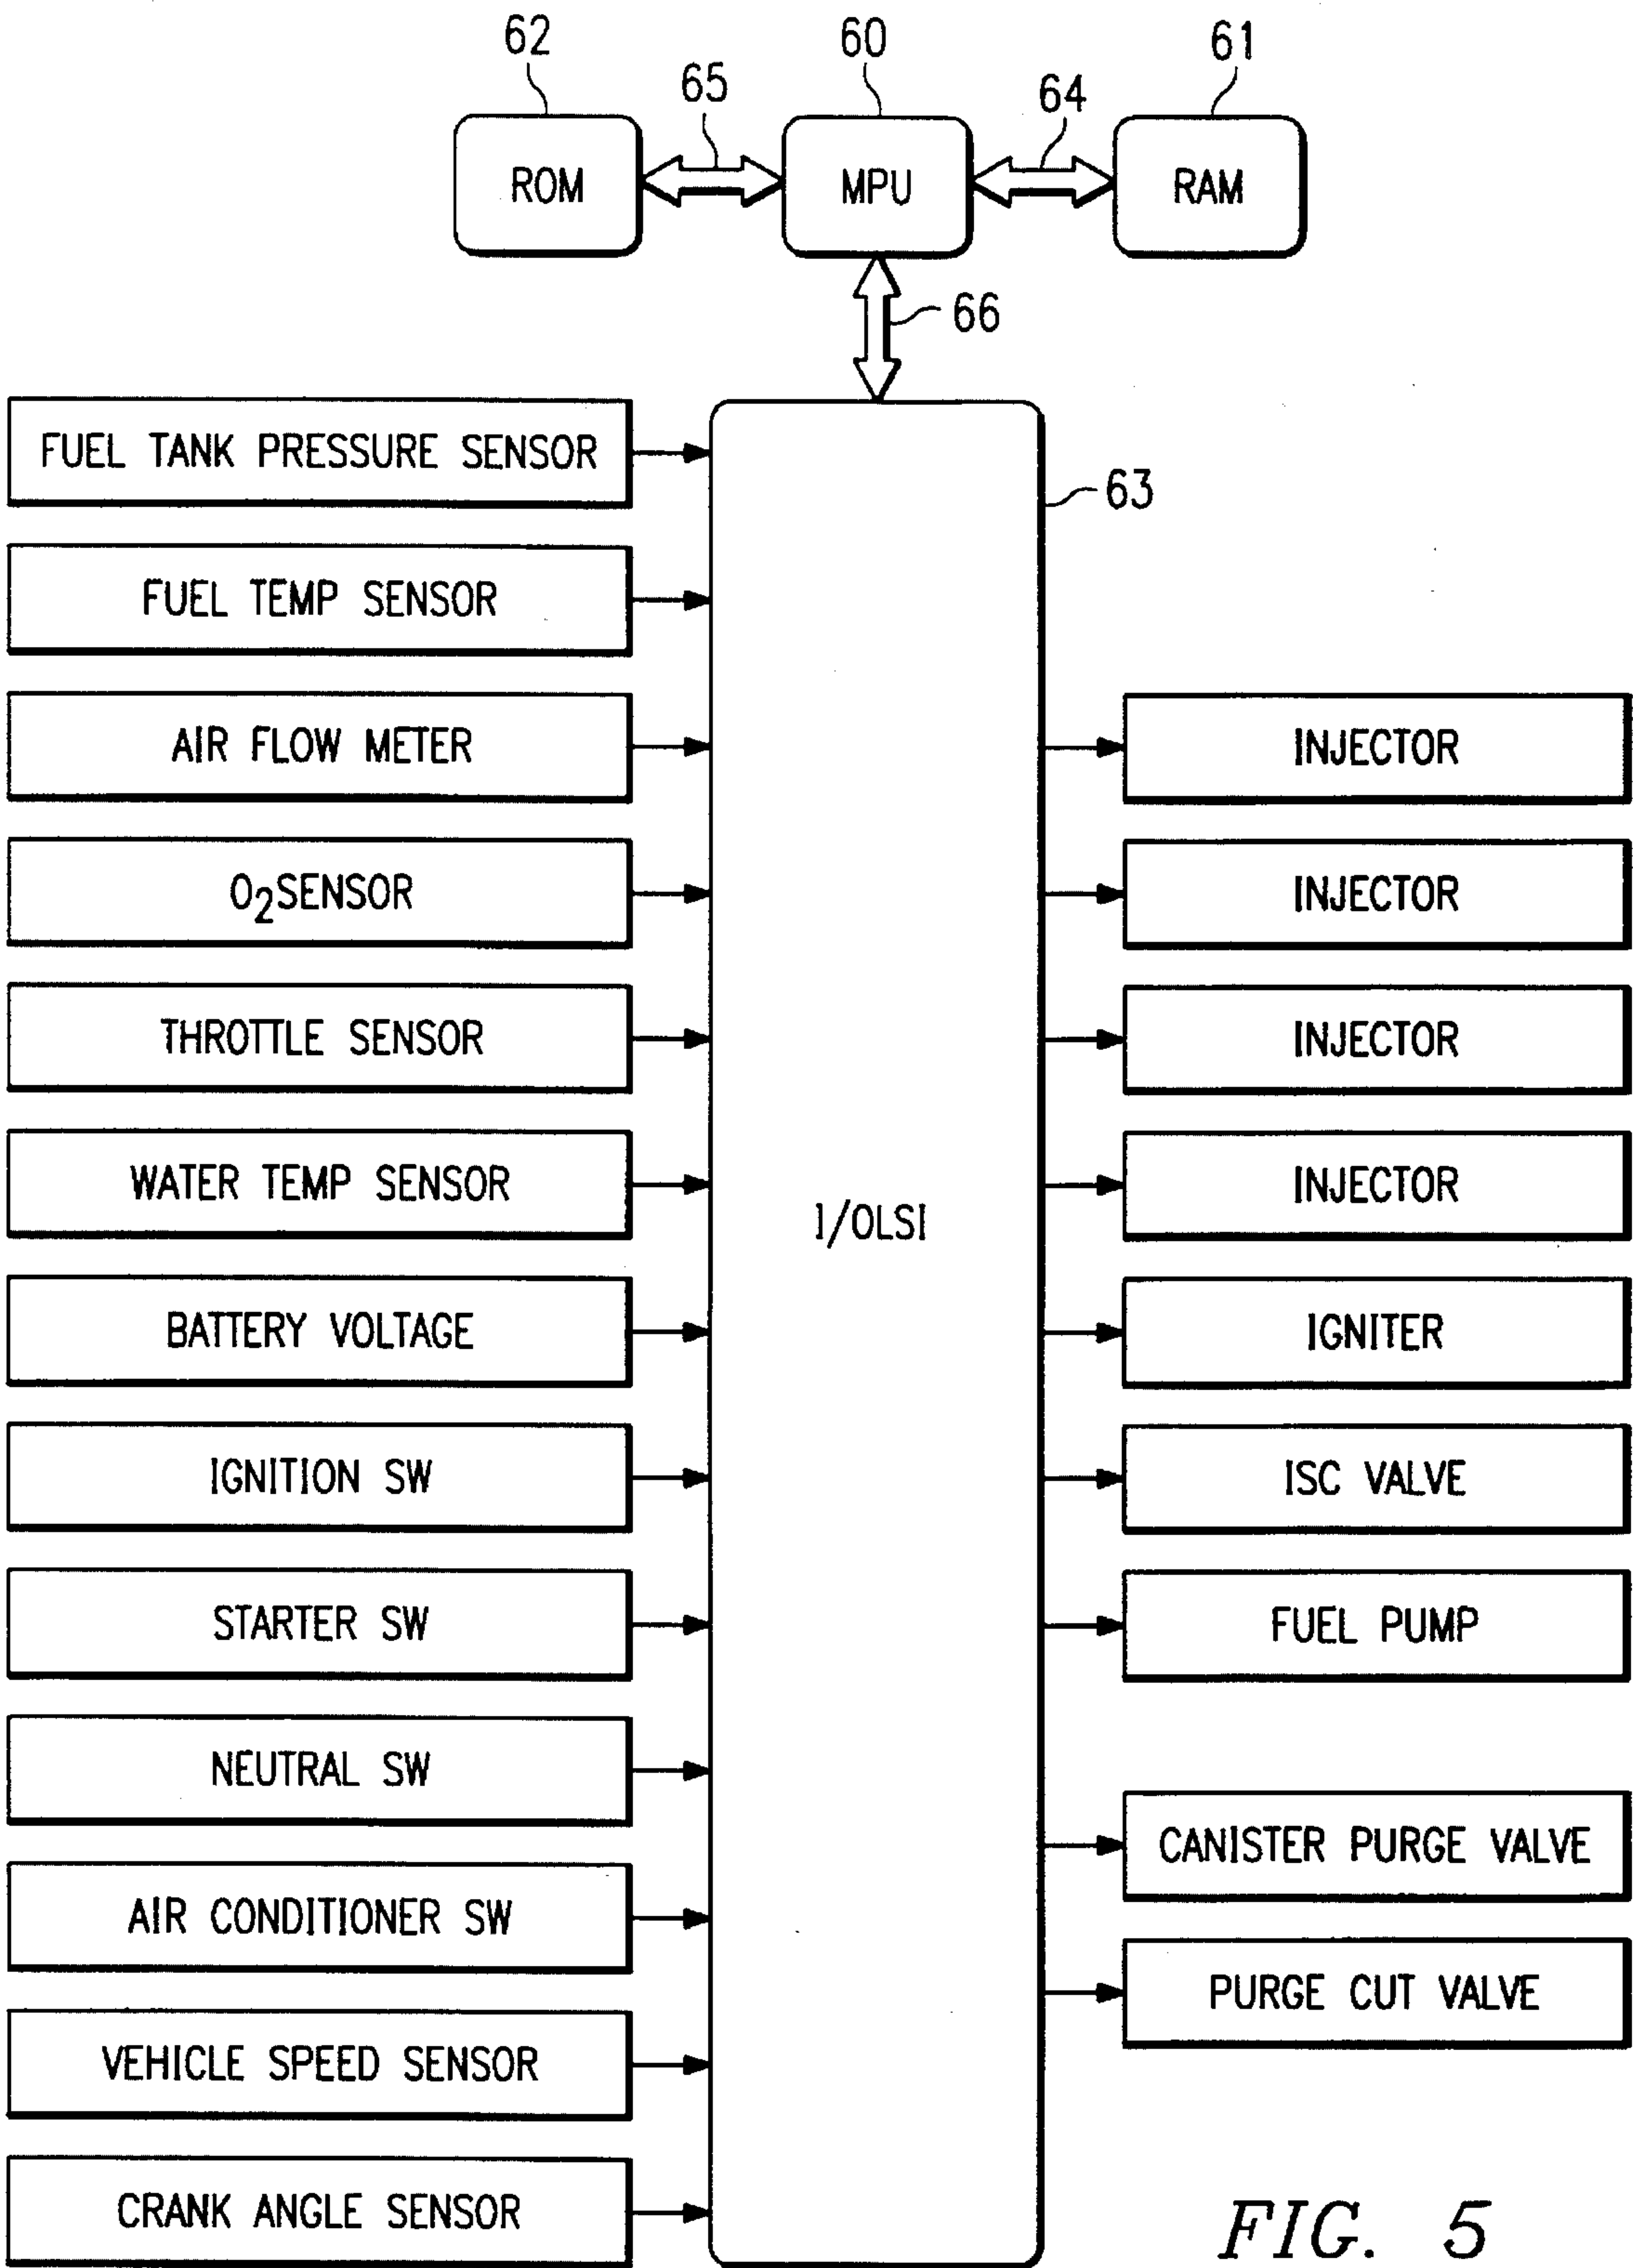 62
60
61
65
64
ROM
MPU
RAM
66
FUEL TANK PRESSURE SENSOR
63
FUEL TEMP SENSOR
AIR FLOW METER
INJECTOR
O2SENSOR
INJECTOR
THROTTLE SENSOR
INJECTOR
WATER TEMP SENSOR
INJECTOR
I/OLSI
BATTERY VOLTAGE
IGNITER
IGNITION SW
ISC VALVE
STARTER SW
FUEL PUMP
NEUTRAL SW
CANISTER PURGE VALVE
AIR CONDITIONER SW
PURGE CUT VALVE
VEHICLE SPEED SENSOR
CRANK ANGLE SENSOR
FIG. 5